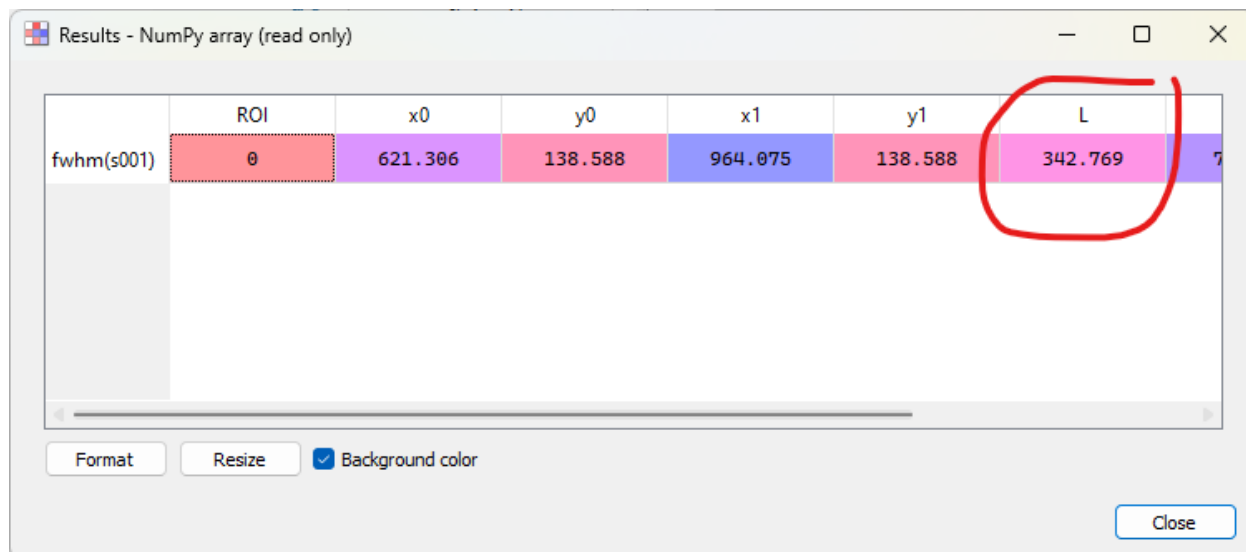 Results - NumPy array (read only)
ROI x0 y0 x1 y1 L
fwhm(s001) 0 621.306 138.588 964.075 138.588 342.769 7
Format Resize Background color
Close